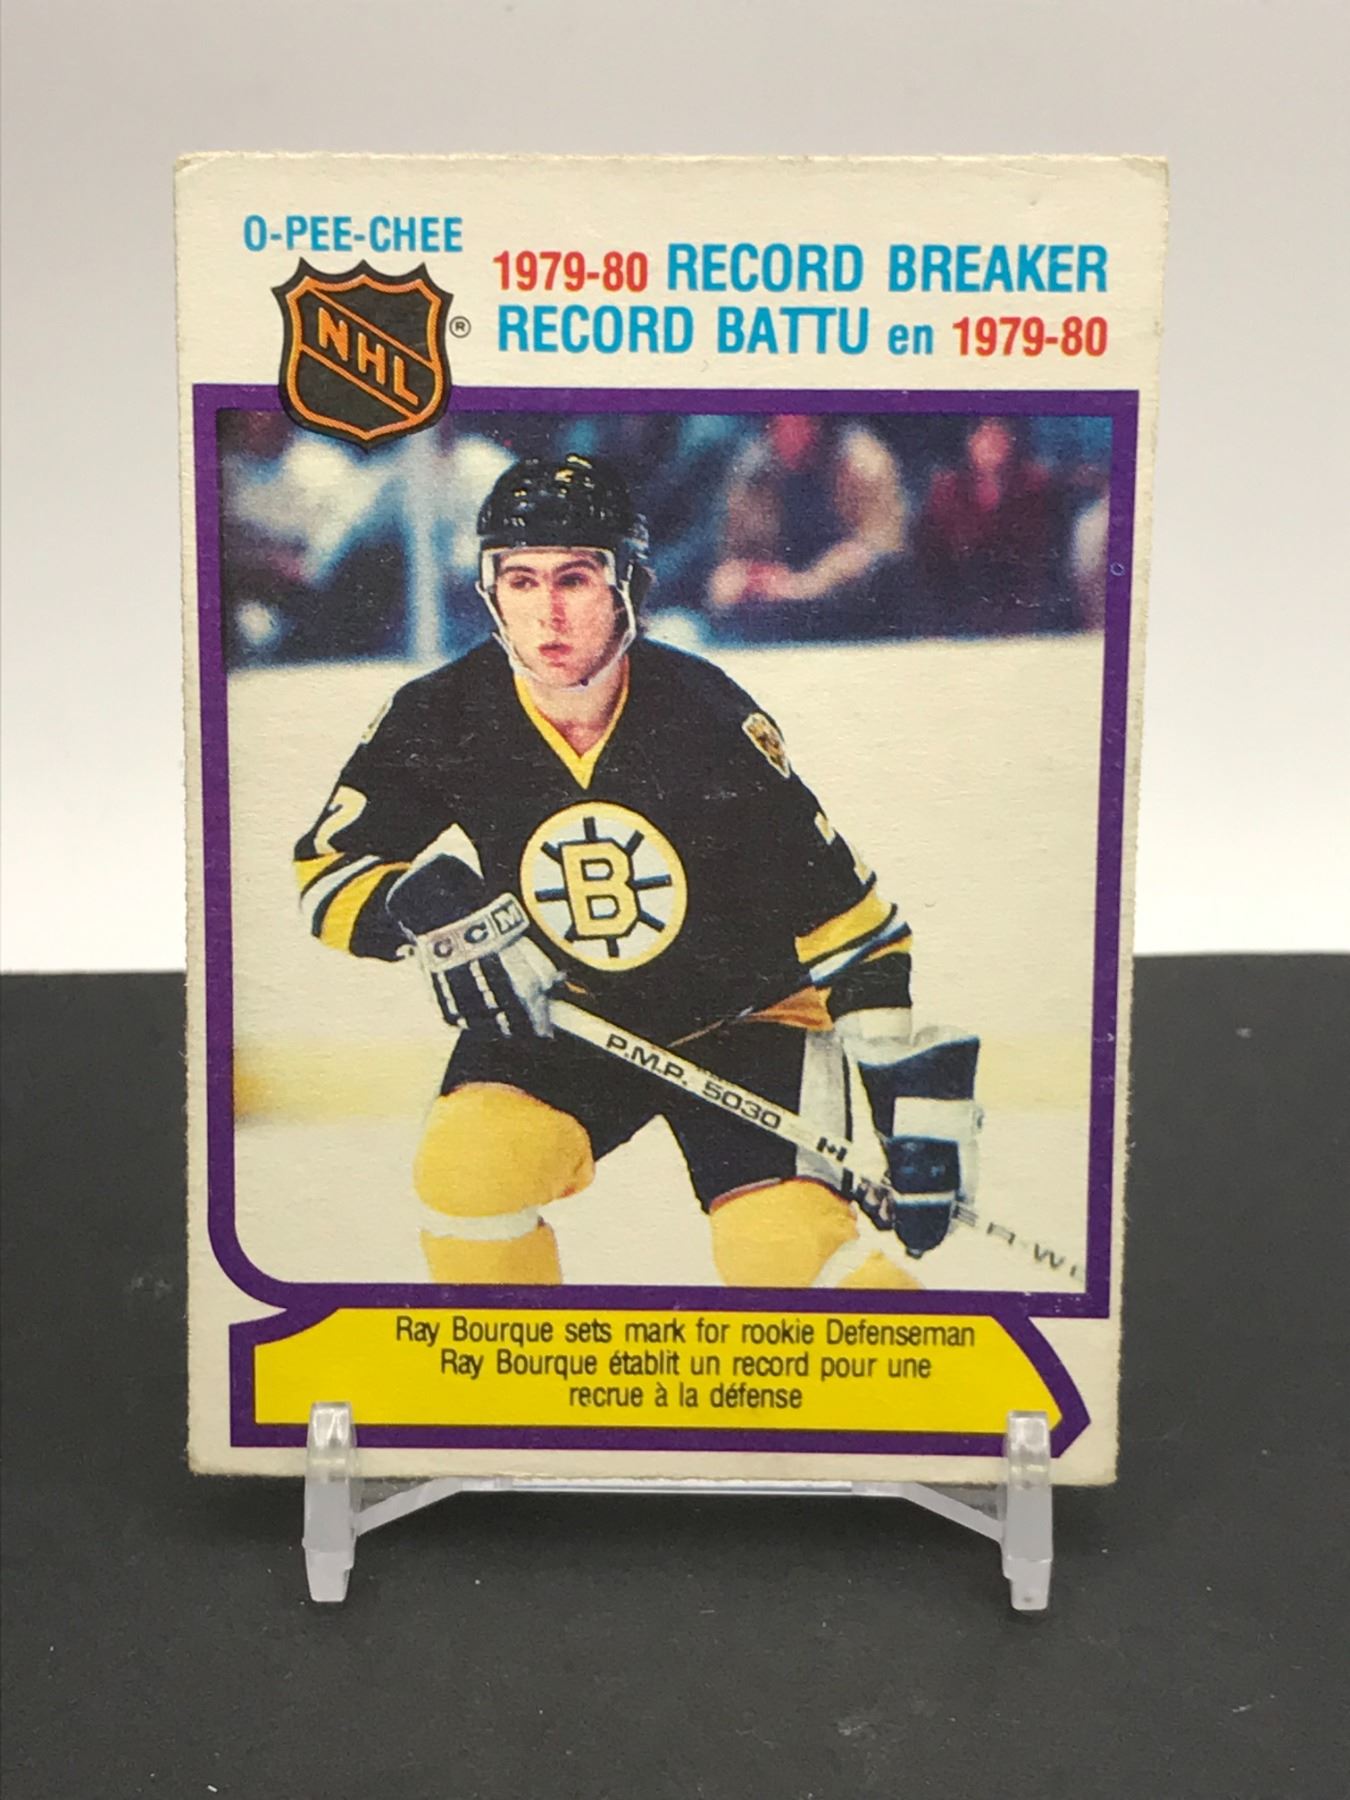 O-PEE-CHEE
1979-80 RECORD BREAKER
RECORD BATTU en 1979-80
NHL ®
7
B
CCM
P.M.P. 5030
Ray Bourque sets mark for rookie Defenseman
Ray Bourque établit un record pour une
recrue à la défense